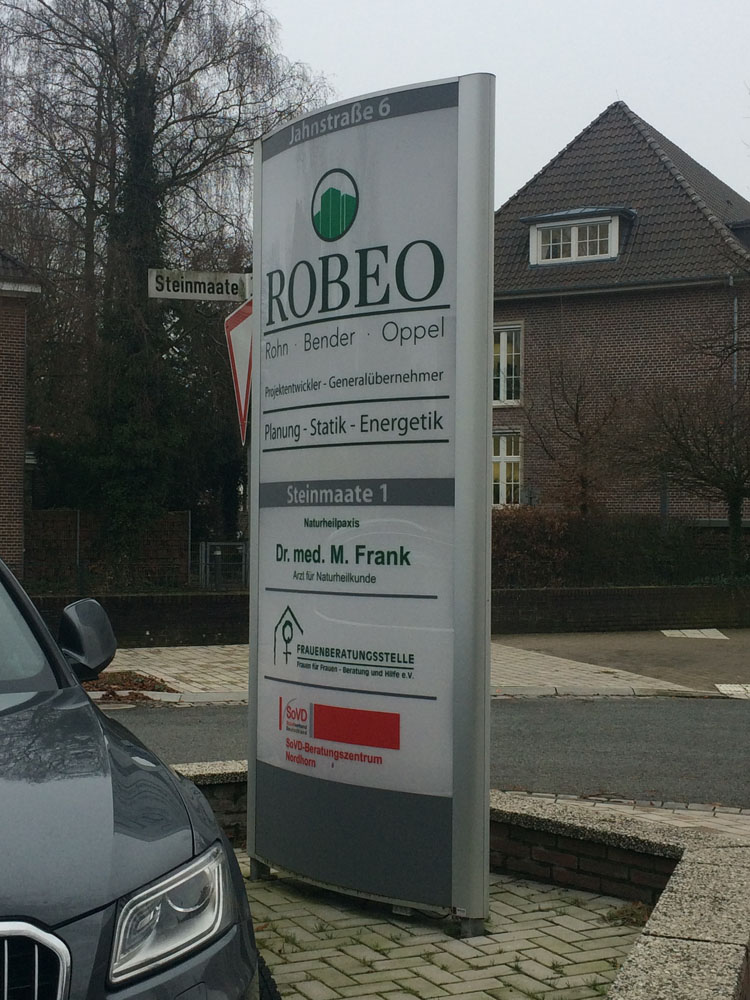 Jahnstraße 6
ROBEO
Rohn · Bender · Oppel
Projektentwickler - Generalübernehmer
Planung - Statik - Energetik
Steinmaate
Steinmaate 1
Naturheilpaxis
Dr. med. M. Frank
Arzt für Naturheilkunde
FRAUENBERATUNGSSTELLE
Frauen für Frauen - Beratung und Hilfe e.V.
SoVD
SoVD-Beratungszentrum
Nordhorn